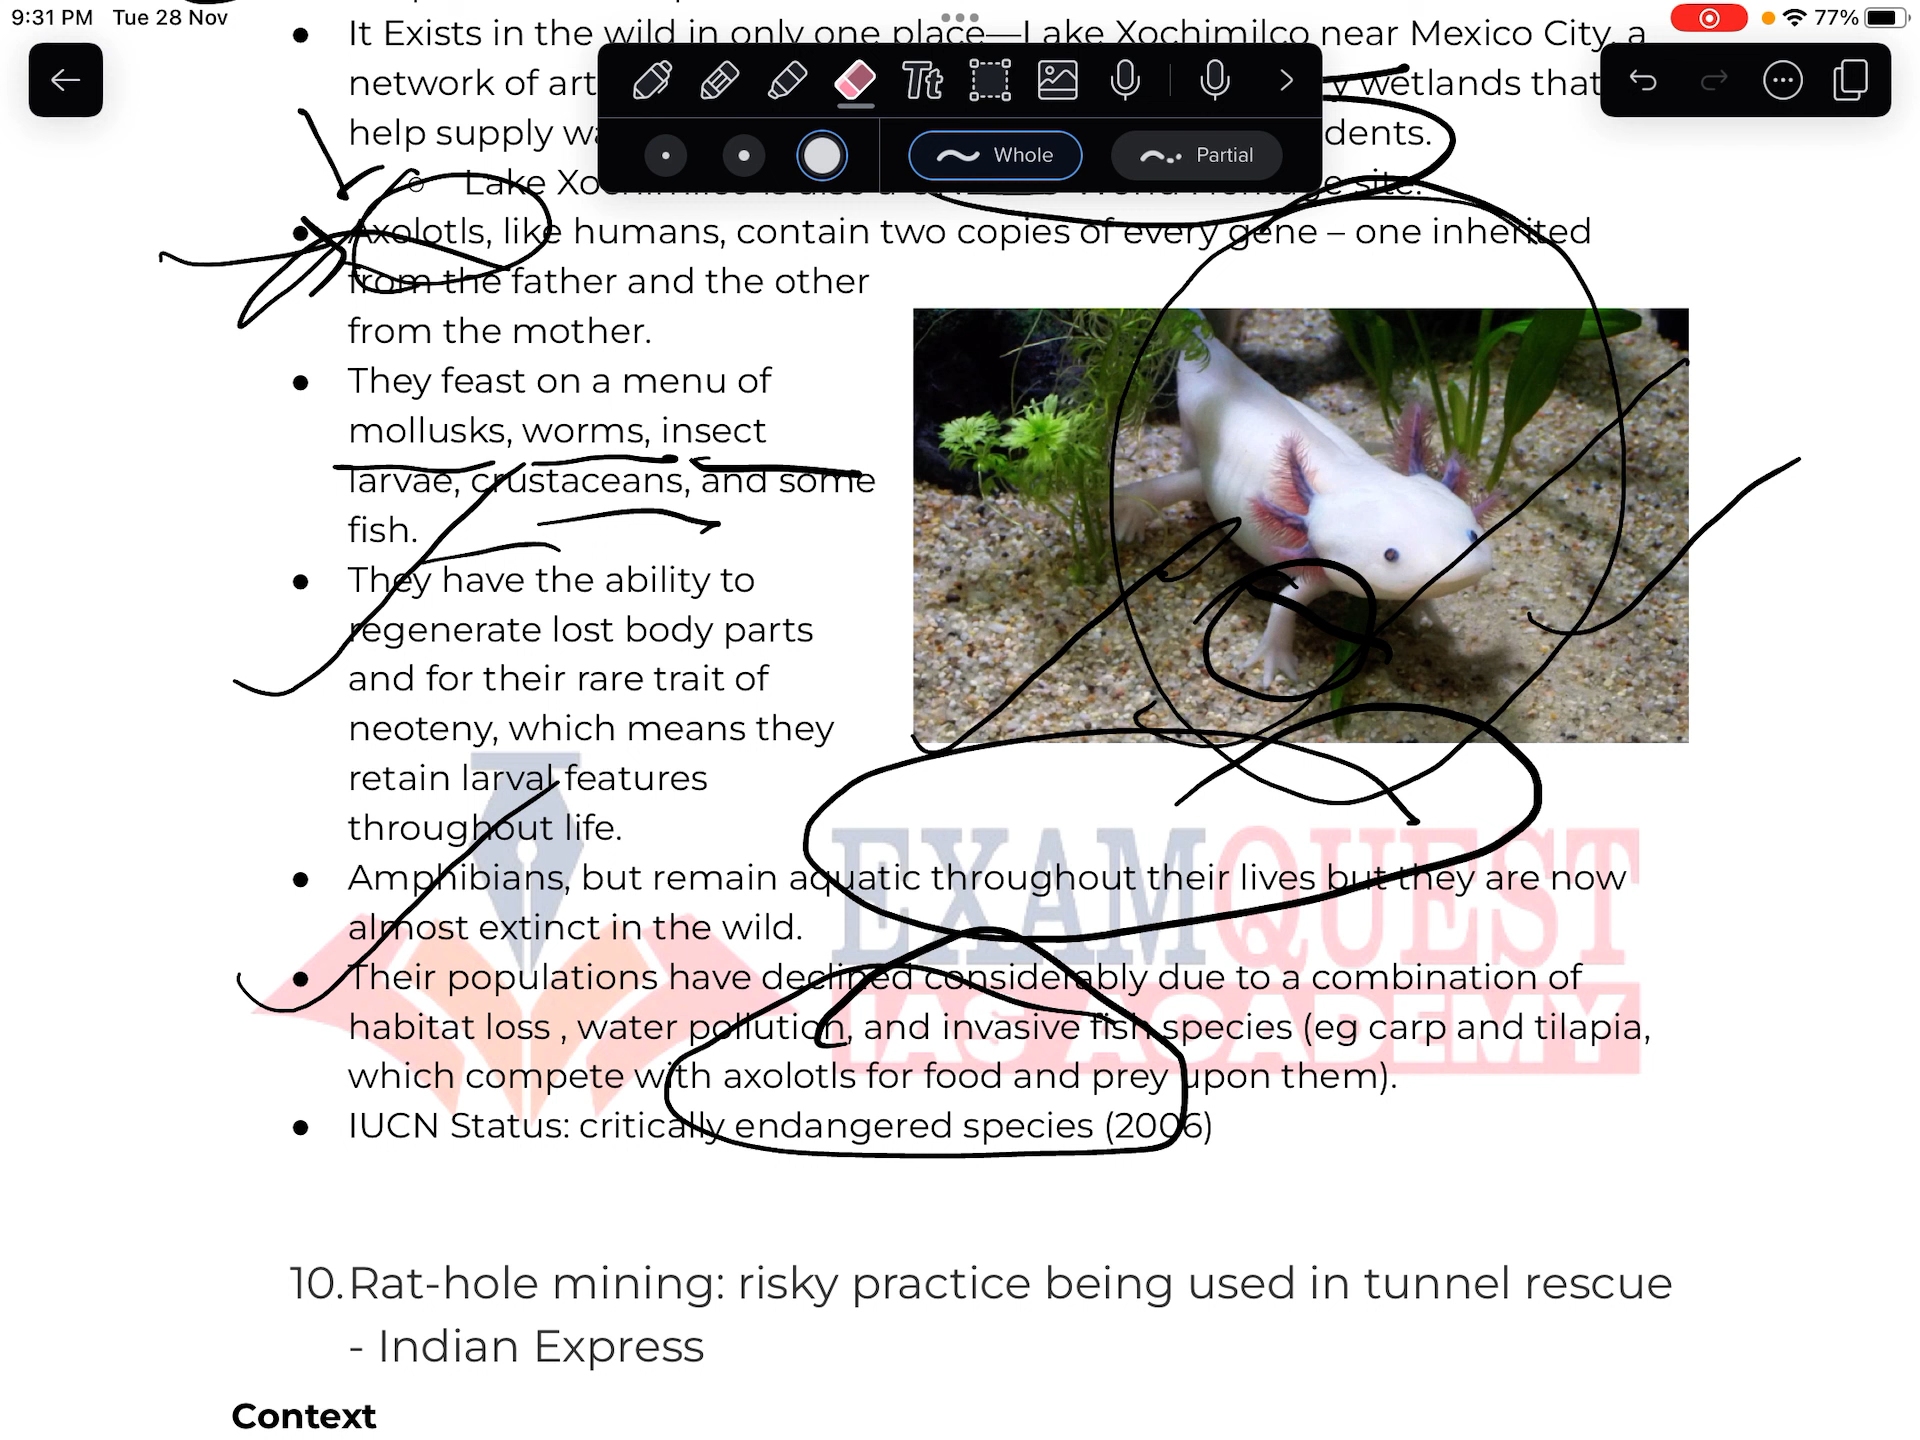 9:31 PM Tue 28 Nov
77%
● It Exists in the wild in only one place—Lake Xochimilco near Mexico City, a
network of art wetlands that
help supply wa dents.
○ Lake Xochimilco is also a World Heritage site.
● Axolotls, like humans, contain two copies of every gene – one inherited
from the father and the other
from the mother.
● They feast on a menu of
mollusks, worms, insect
larvae, crustaceans, and some
fish.
● They have the ability to
regenerate lost body parts
and for their rare trait of
neoteny, which means they
retain larval features
throughout life.
● Amphibians, but remain aquatic throughout their lives but they are now
almost extinct in the wild.
● Their populations have declined considerably due to a combination of
habitat loss , water pollution, and invasive fish species (eg carp and tilapia,
which compete with axolotls for food and prey upon them).
● IUCN Status: critically endangered species (2006)
10. Rat-hole mining: risky practice being used in tunnel rescue
- Indian Express
Context
Tt
Whole Partial
EXAMQUEST
IAS ACADEMY